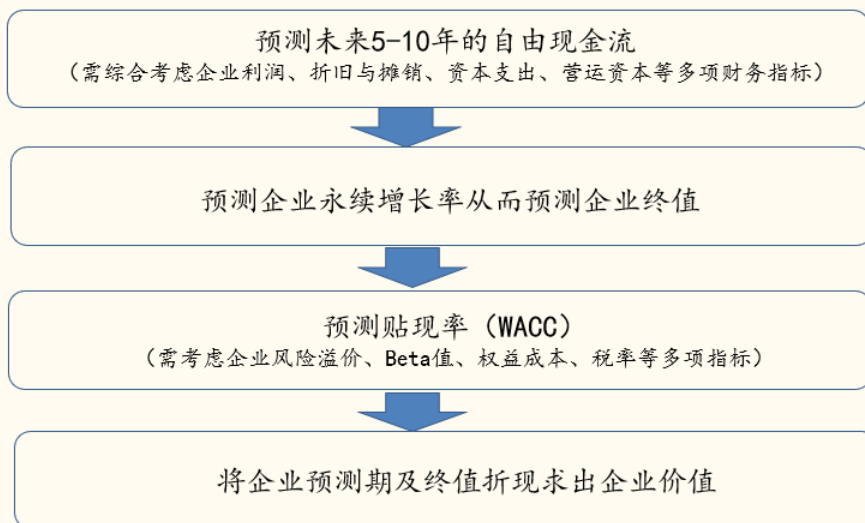 预测未来5-10年的自由现金流
（需综合考虑企业利润、折旧与摊销、资本支出、营运资本等多项财务指标）
预测企业永续增长率从而预测企业终值
预测贴现率（WACC）
（需考虑企业风险溢价、Beta值、权益成本、税率等多项指标）
将企业预测期及终值折现求出企业价值